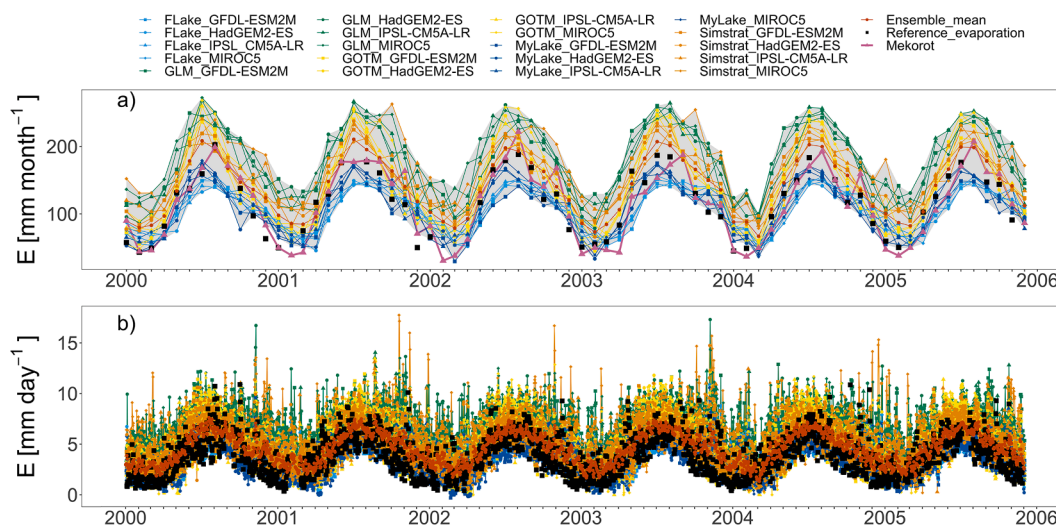 FLake_GFDL-ESM2M GLM_HadGEM2-ES GOTM_IPSL-CM5A-LR MyLake_MIROC5 Ensemble_mean
FLake_HadGEM2-ES GLM_IPSL_CM5A_LR GOTM_MIROC5 Simstrat_GFDL-ESM2M Reference_evaporation
FLake_IPSL_CM5A-LR GLM_MIROC5 MyLake_GFDL-ESM2M Simstrat_HadGEM2-ES Mekorot
FLake_MIROC5 GOTM_GFDL-ESM2M MyLake_HadGEM2-ES Simstrat_IPSL-CM5A-LR
GLM_GFDL-ESM2M GOTM_HadGEM2-ES MyLake_IPSL-CM5A-LR Simstrat_MIROC5
a)
E [mm month⁻¹]
200
100
2000 2001 2002 2003 2004 2005 2006
b)
E [mm day⁻¹]
15
10
5
0
2000 2001 2002 2003 2004 2005 2006